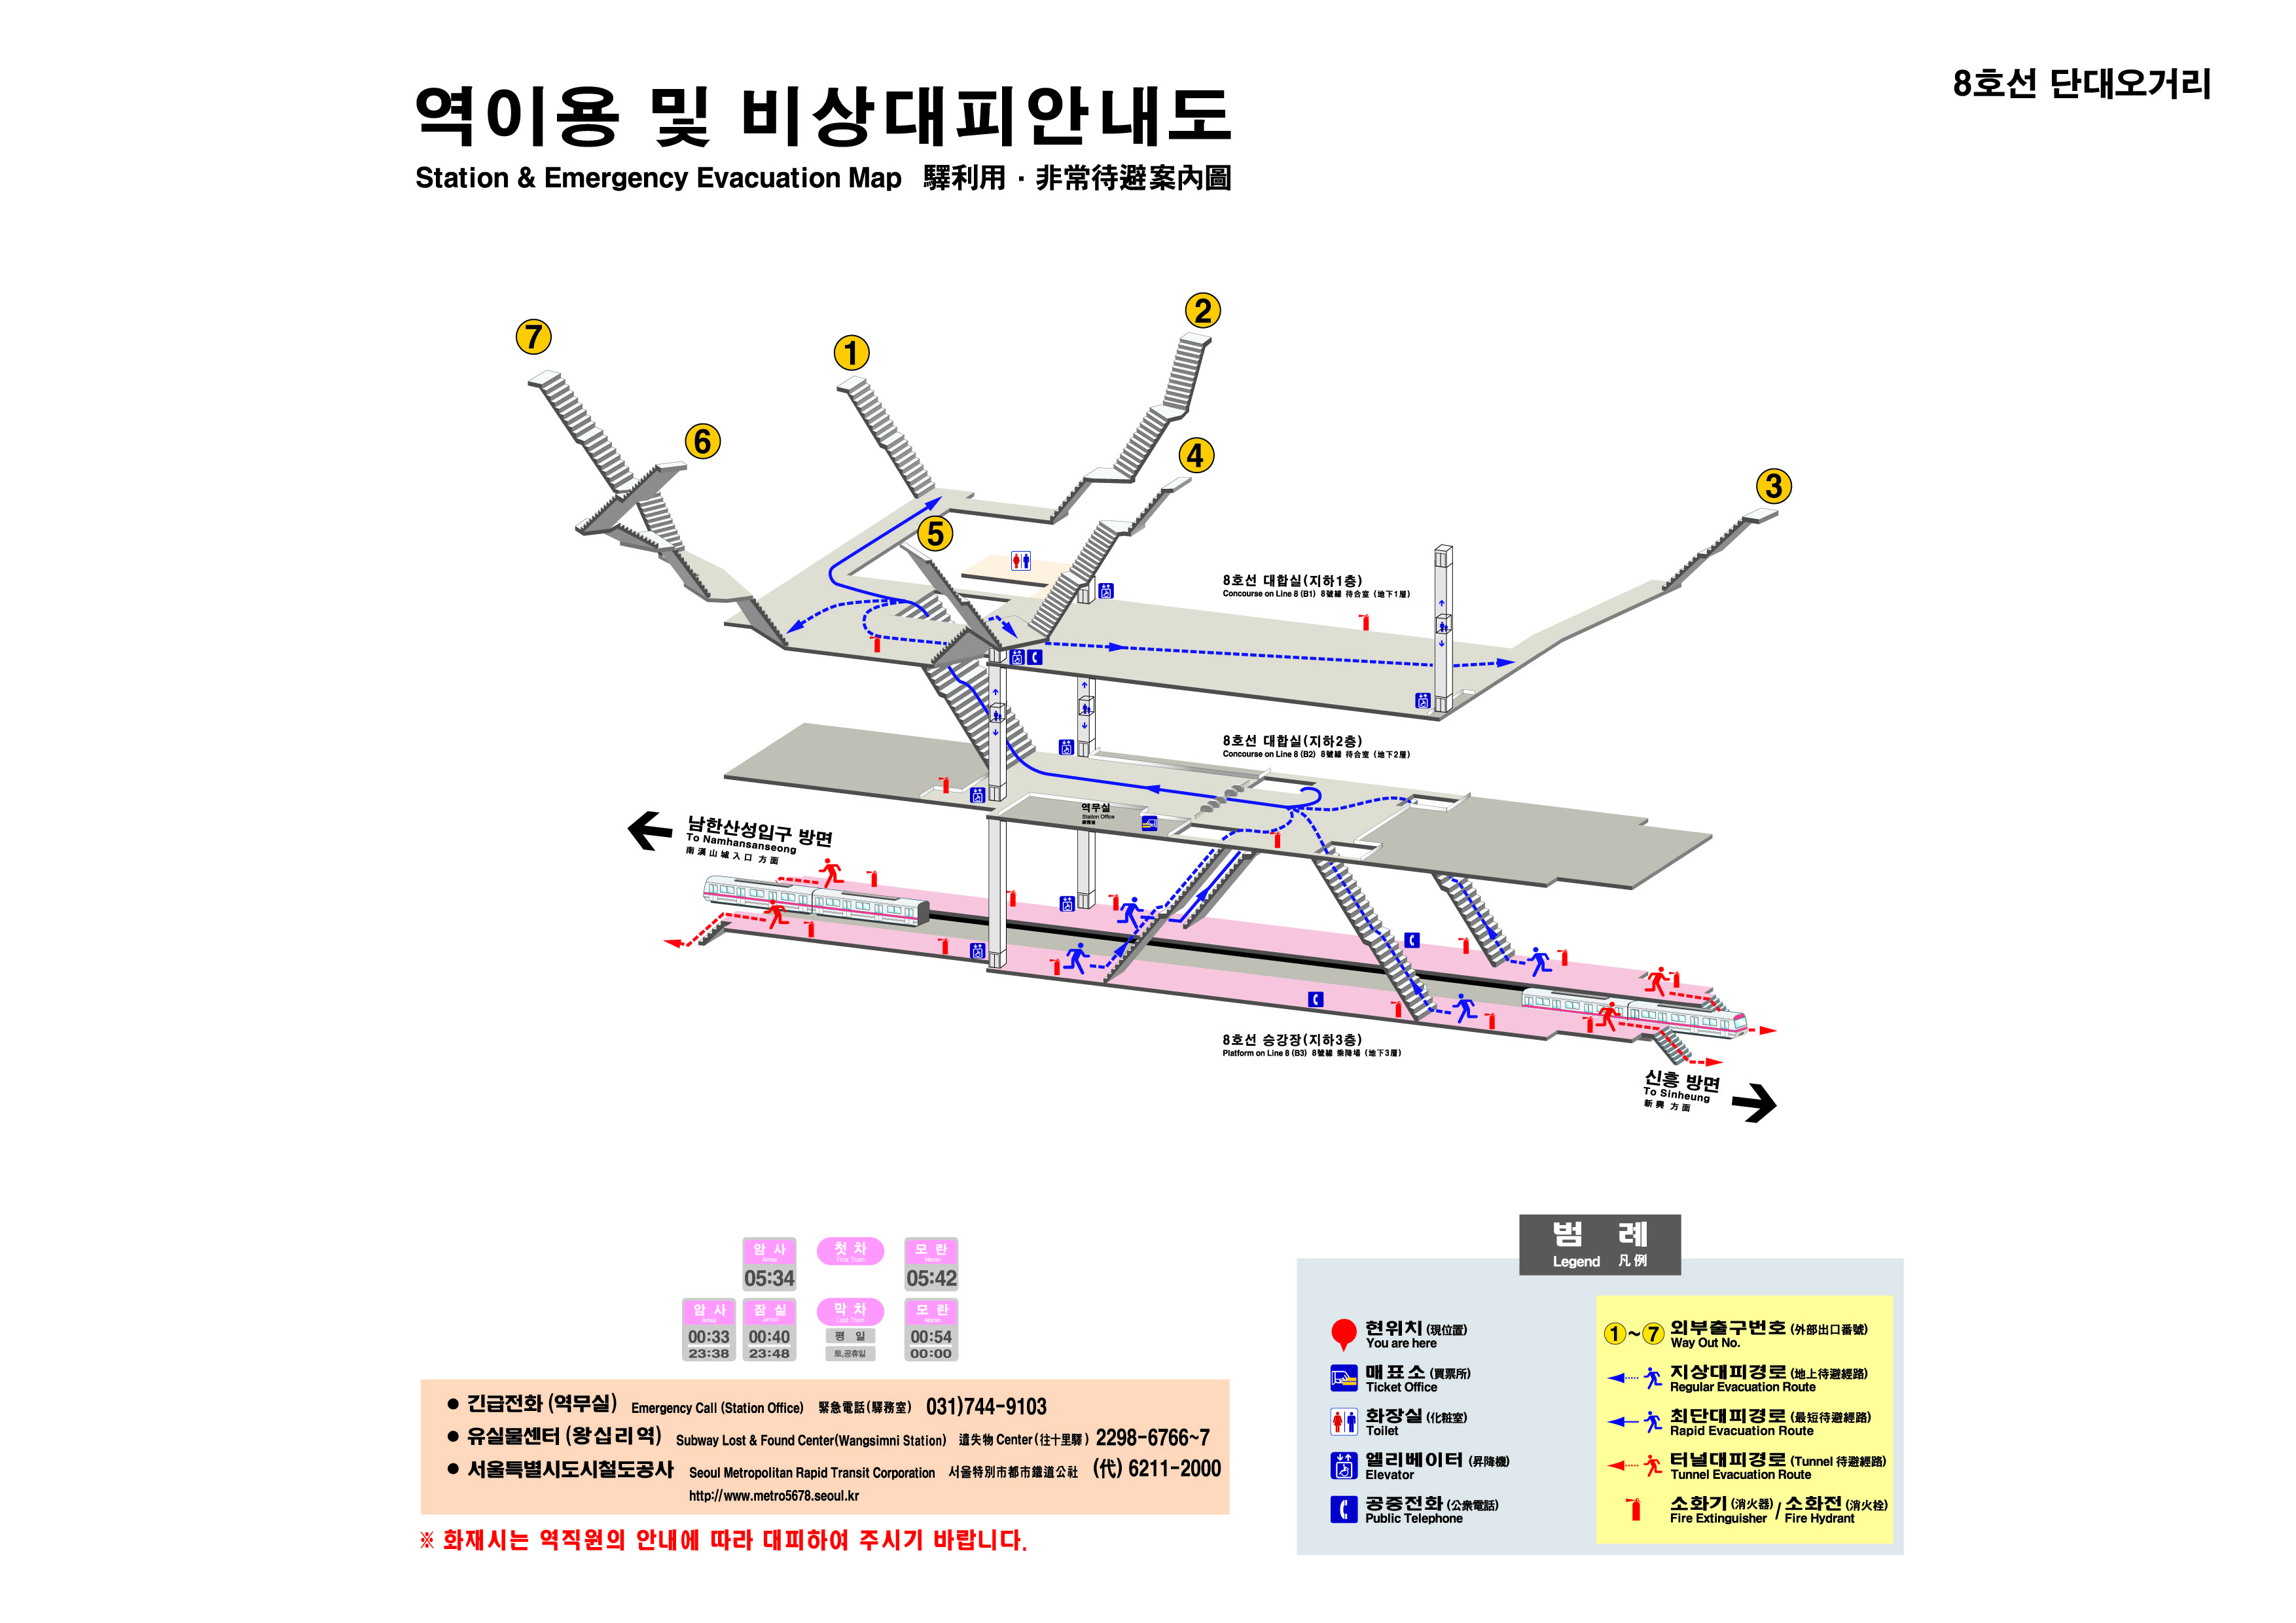 8호선 단대오거리
역이용 및 비상대피안내도
Station & Emergency Evacuation Map 驛利用 · 非常待避案內圖
7
1
2
6
4
3
5
8호선 대합실(지하1층)
Concourse on Line 8 (B1) 8號線 待合室 (地下1層)
8호선 대합실(지하2층)
Concourse on Line 8 (B2) 8號線 待合室 (地下2層)
역무실
Station Office
驛務室
남한산성입구 방면
To Namhansanseong
南漢山城入口 方面
8호선 승강장(지하3층)
Platform on Line 8 (B3) 8號線 乘降場 (地下3層)
신흥 방면
To Sinheung
新興 方面
암 사 첫 차 모 란
Amsa First Train Moran
05:34 05:42
암 사 잠 실 막 차 모 란
Amsa Jamsil Last Train Moran
00:33 00:40 평 일 00:54
23:38 23:48 토,공휴일 00:00
● 긴급전화 (역무실) Emergency Call (Station Office) 緊急電話(驛務室) 031)744-9103
● 유실물센터 (왕십리역) Subway Lost & Found Center(Wangsimni Station) 遺失物 Center(往十里驛) 2298-6766~7
● 서울특별시도시철도공사 Seoul Metropolitan Rapid Transit Corporation 서울特別市都市鐵道公社 (代) 6211-2000
http://www.metro5678.seoul.kr
※ 화재시는 역직원의 안내에 따라 대피하여 주시기 바랍니다.
범 례
Legend 凡例
현위치 (現位置)
You are here
매표소 (買票所)
Ticket Office
화장실 (化粧室)
Toilet
엘리베이터 (昇降機)
Elevator
공중전화 (公衆電話)
Public Telephone
1~7 외부출구번호 (外部出口番號)
Way Out No.
지상대피경로 (地上待避經路)
Regular Evacuation Route
최단대피경로 (最短待避經路)
Rapid Evacuation Route
터널대피경로 (Tunnel 待避經路)
Tunnel Evacuation Route
소화기 (消火器) / 소화전 (消火栓)
Fire Extinguisher / Fire Hydrant